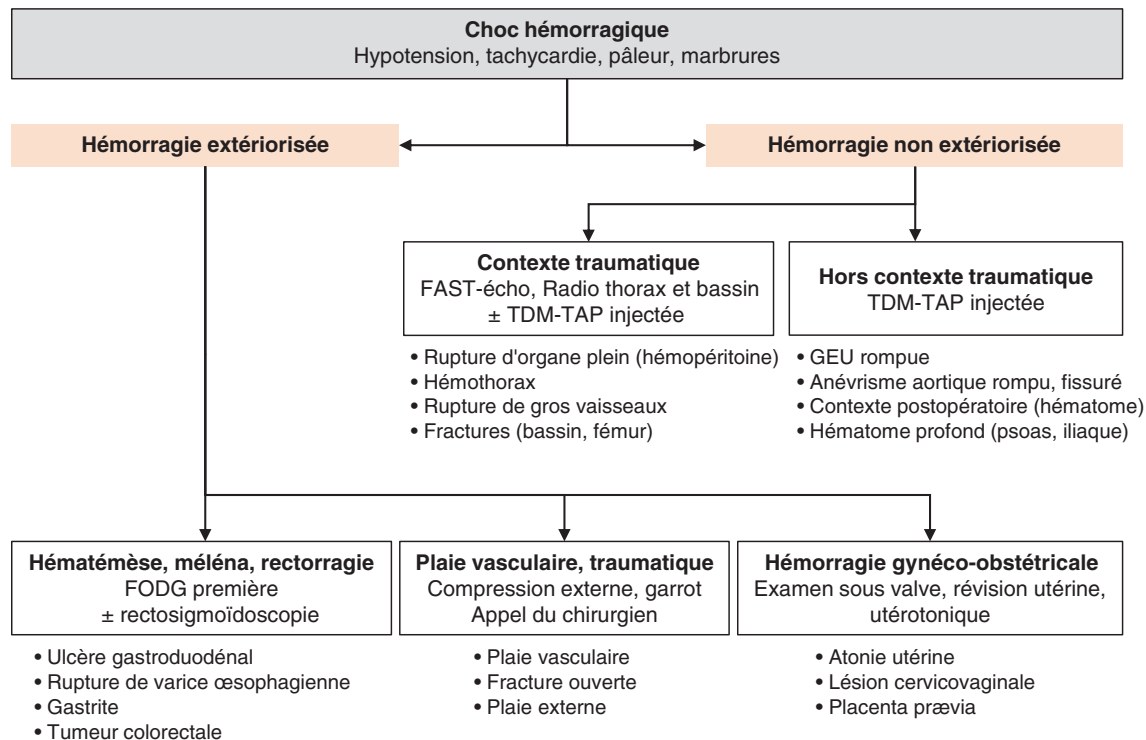 Choc hémorragique
Hypotension, tachycardie, pâleur, marbrures
Hémorragie extériorisée
Hémorragie non extériorisée
Contexte traumatique
FAST-écho, Radio thorax et bassin
± TDM-TAP injectée
• Rupture d'organe plein (hémopéritoine)
• Hémothorax
• Rupture de gros vaisseaux
• Fractures (bassin, fémur)
Hors contexte traumatique
TDM-TAP injectée
• GEU rompue
• Anévrisme aortique rompu, fissuré
• Contexte postopératoire (hématome)
• Hématome profond (psoas, iliaque)
Hématémèse, méléna, rectorragie
FODG première
± rectosigmoïdoscopie
• Ulcère gastroduodénal
• Rupture de varice œsophagienne
• Gastrite
• Tumeur colorectale
Plaie vasculaire, traumatique
Compression externe, garrot
Appel du chirurgien
• Plaie vasculaire
• Fracture ouverte
• Plaie externe
Hémorragie gynéco-obstétricale
Examen sous valve, révision utérine,
utérotonique
• Atonie utérine
• Lésion cervicovaginale
• Placenta prævia